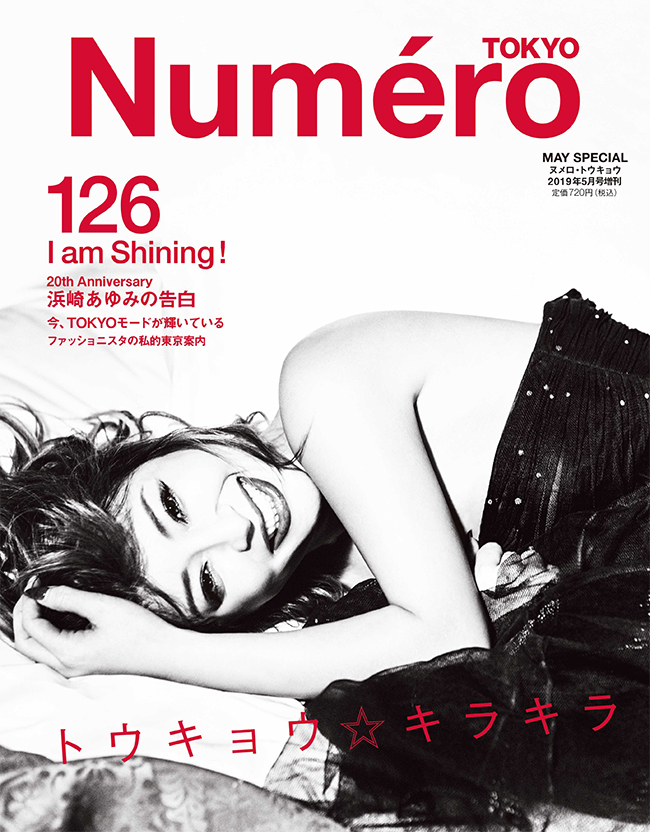 TOKYO
Numéro
MAY SPECIAL
ヌメロ・トウキョウ
2019年5月号増刊
定価720円(税込)
126
I am Shining!
20th Anniversary
浜崎あゆみの告白
今、TOKYOモードが輝いている
ファッショニスタの私的東京案内
トウキョウ☆キラキラ